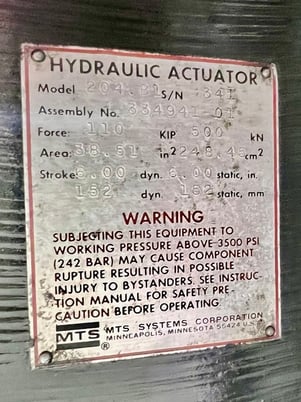 HYDRAULIC ACTUATOR
Model 204.81 S/N 341
Assembly No. 334941-01
Force: 110 KIP 500 kN
Area: 38.51 in² 248.45 cm²
Stroke 6.00 dyn. 6.00 static, in.
152 dyn. 162 static, mm
WARNING
SUBJECTING THIS EQUIPMENT TO
WORKING PRESSURE ABOVE 3500 PSI
(242 BAR) MAY CAUSE COMPONENT
RUPTURE RESULTING IN POSSIBLE
INJURY TO BYSTANDERS. SEE INSTRUC-
TION MANUAL FOR SAFETY PRE-
CAUTION BEFORE OPERATING.
MTS ® MTS SYSTEMS CORPORATION
MINNEAPOLIS, MINNESOTA 55424 U.S.A.